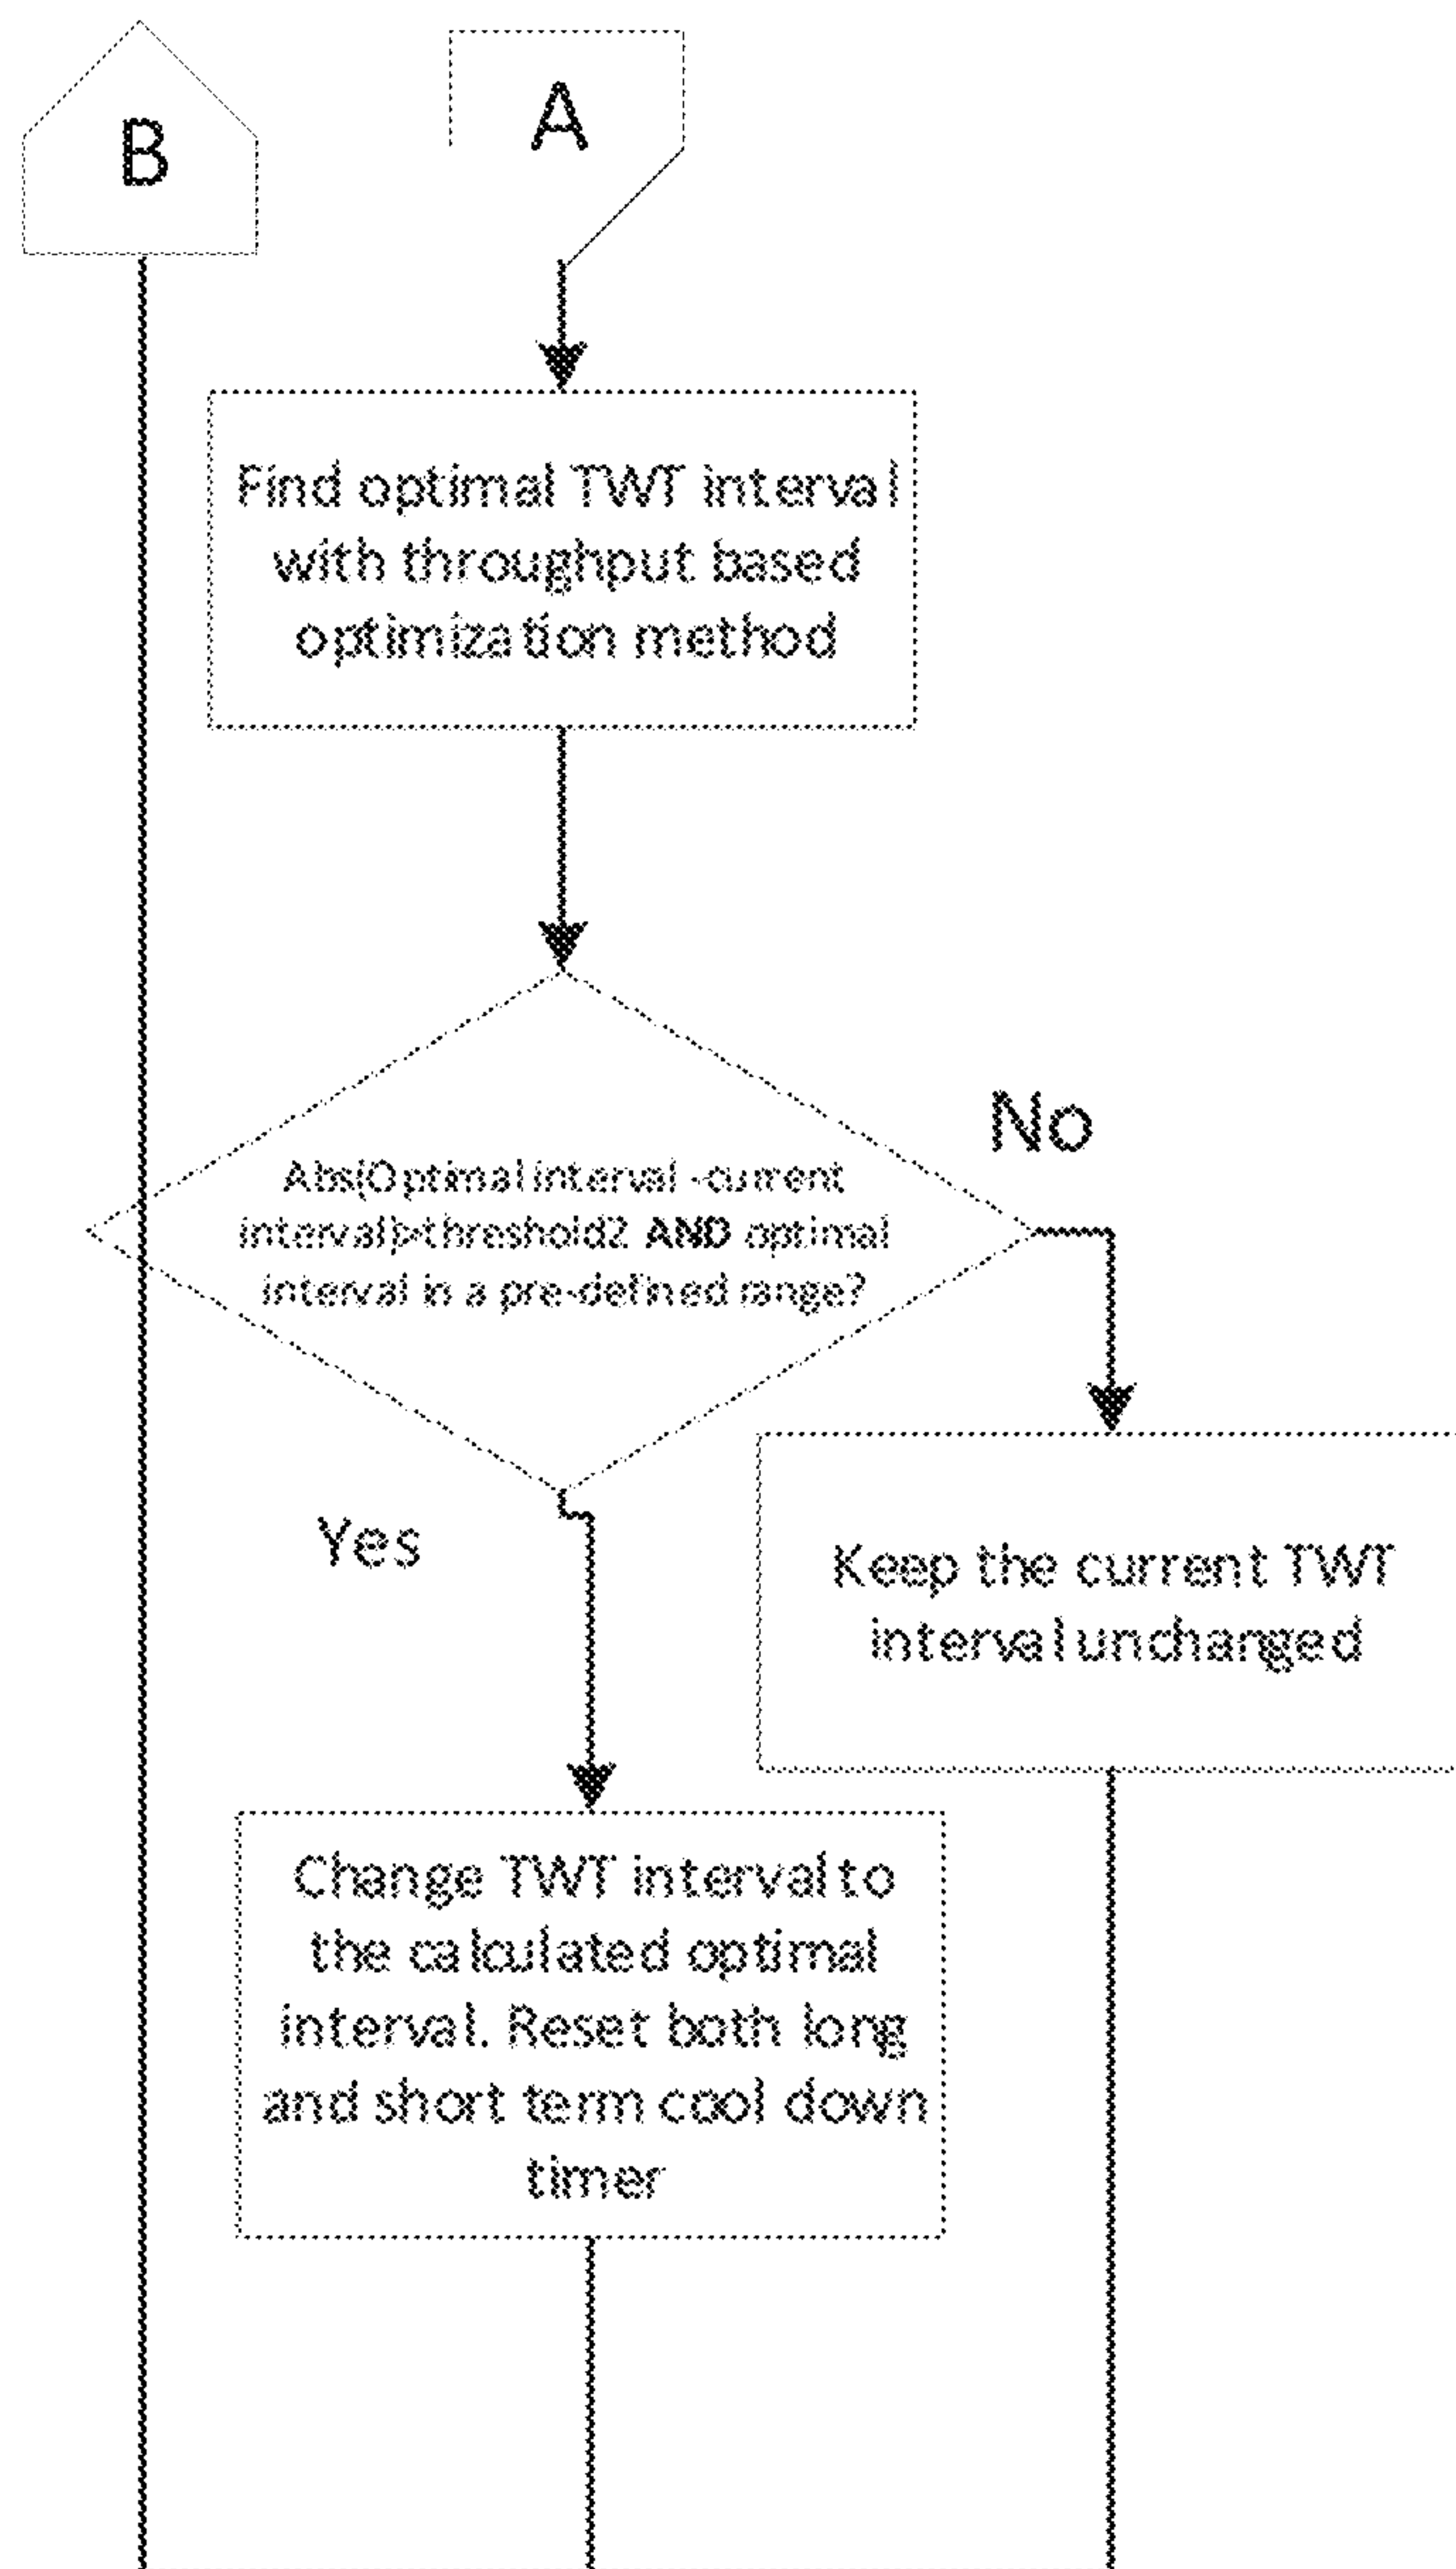 B
A
Find optimal TWT interval
with throughput based
optimization method
No
Abs(Optimal interval -current
interval)>threshold2 AND optimal
interval in a pre-defined range?
Yes
Keep the current TWT
interval unchanged
Change TWT interval to
the calculated optimal
interval. Reset both long
and short term cool down
timer